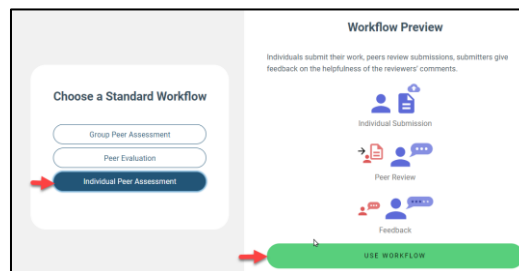 Choose a Standard Workflow
Group Peer Assessment
Peer Evaluation
Individual Peer Assessment
Workflow Preview
Individuals submit their work, peers review submissions, submitters give
feedback on the helpfulness of the reviewers' comments.
Individual Submission
Peer Review
Feedback
USE WORKFLOW